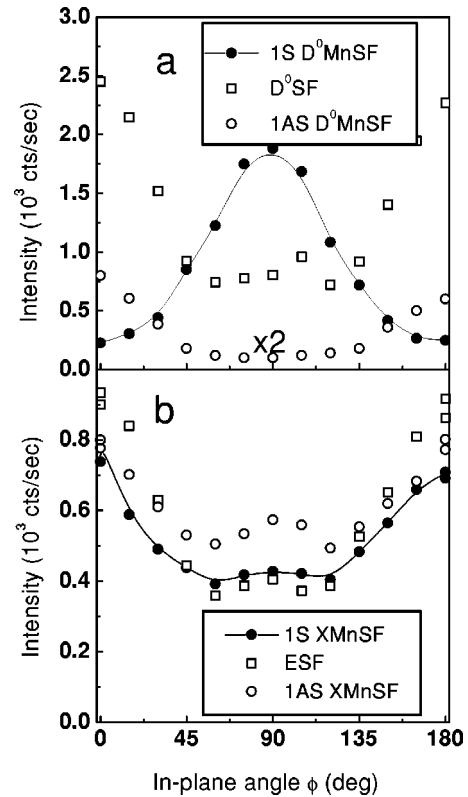 a
1S D⁰MnSF
D⁰SF
1AS D⁰MnSF
3.0
2.5
2.0
1.5
1.0
0.5
0.0
Intensity (10³ cts/sec)
x2
b
0.8
0.6
0.4
0.2
0.0
Intensity (10³ cts/sec)
1S XMnSF
ESF
1AS XMnSF
0 45 90 135 180
In-plane angle ϕ (deg)